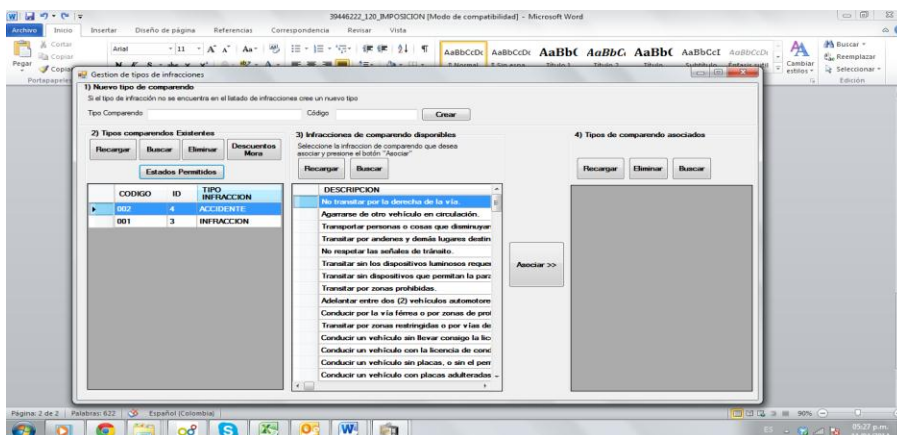 39446222_120_IMPOSICION [Modo de compatibilidad] - Microsoft Word
Archivo Inicio Insertar Diseño de página Referencias Correspondencia Revisar Vista
Cortar
Copiar
Pegar
Copiar
Portapapeles
Arial 11
AaBbCcDc AaBbCcDc AaBbC AaBbC AaBbC AaBbCcI AaBbCcDc
Cambiar estilos
Buscar
Reemplazar
Seleccionar
Edición
Gestion de tipos de infracciones
1) Nuevo tipo de comparendo
Si el tipo de infracción no se encuentra en el listado de infracciones cree un nuevo tipo
Tipo Comparendo Código Crear
2) Tipos comparendos Existentes
Recargar Buscar Eliminar Descuentos Mora
Estados Permitidos
CODIGO ID TIPO INFRACCION
002 4 ACCIDENTE
001 3 INFRACCION
3) Infracciones de comparendo disponibles
Seleccione la infraccion de comparendo que desea
asociar y presione el botón "Asociar"
Recargar Buscar
DESCRIPCION
No transitar por la derecha de la vía.
Agarrarse de otro vehículo en circulación.
Transportar personas o cosas que disminuyan
Transitar por andenes y demás lugares destin
No respetar las señales de tránsito.
Transitar sin los dispositivos luminosos requer
Transitar sin dispositivos que permitan la para
Transitar por zonas prohibidas.
Adelantar entre dos (2) vehículos automotore
Conducir por la vía férrea o por zonas de prot
Transitar por zonas restringidas o por vías de
Conducir un vehículo sin llevar consigo la lic
Conducir un vehículo con la licencia de cond
Conducir un vehículo sin placas, o sin el perm
Conducir un vehículo con placas adulteradas
Asociar >>
4) Tipos de comparendo asociados
Recargar Eliminar Buscar
Página: 2 de 2 Palabras: 622 Español (Colombia) 90%
ES 05:27 p.m.